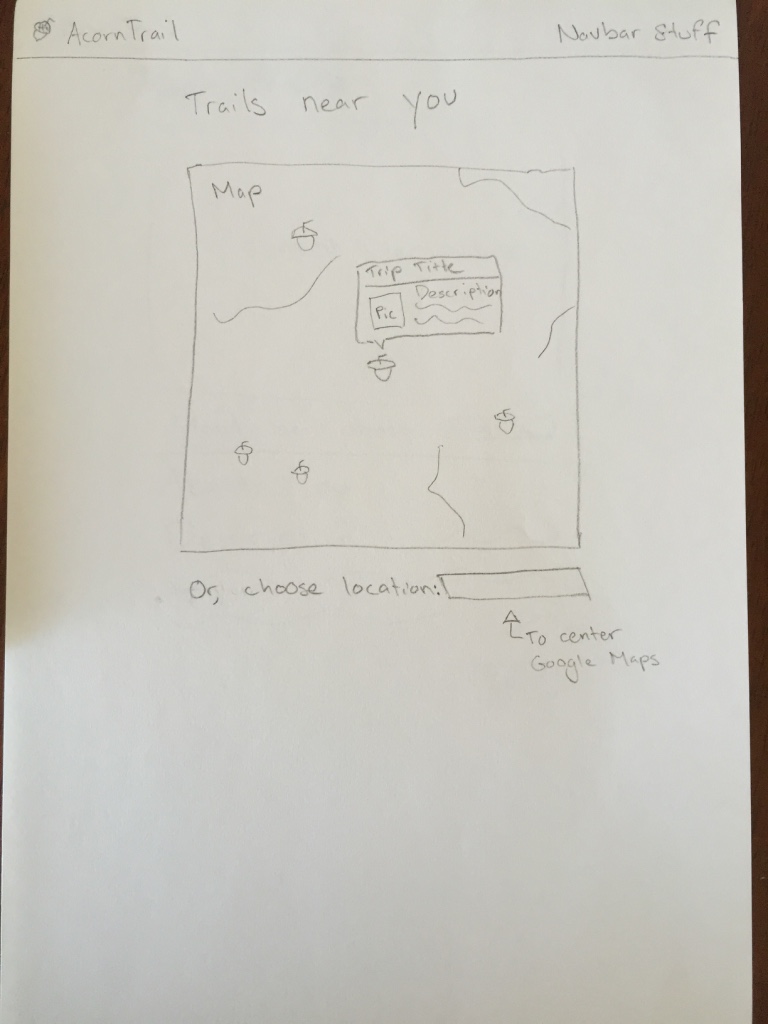 AcornTrail
Navbar Stuff
Trails near you
Map
Trip Title
Description
Pic
Or, choose location:
To center
Google Maps